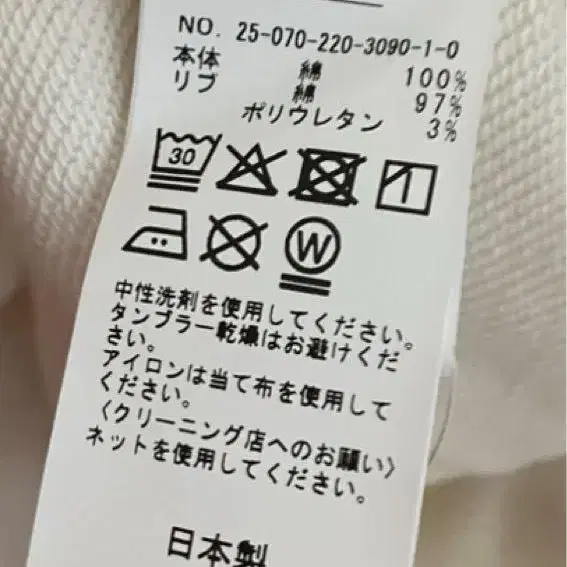 NO. 25-070-220-3090-1-0
本体 綿 100%
リブ 綿 97%
ポリウレタン 3%
30
W
中性洗剤を使用してください。
タンブラー乾燥はお避けくだ
さい。
アイロンは当て布を使用して
ください。
〈クリーニング店へのお願い〉
ネットを使用してください。
日本製